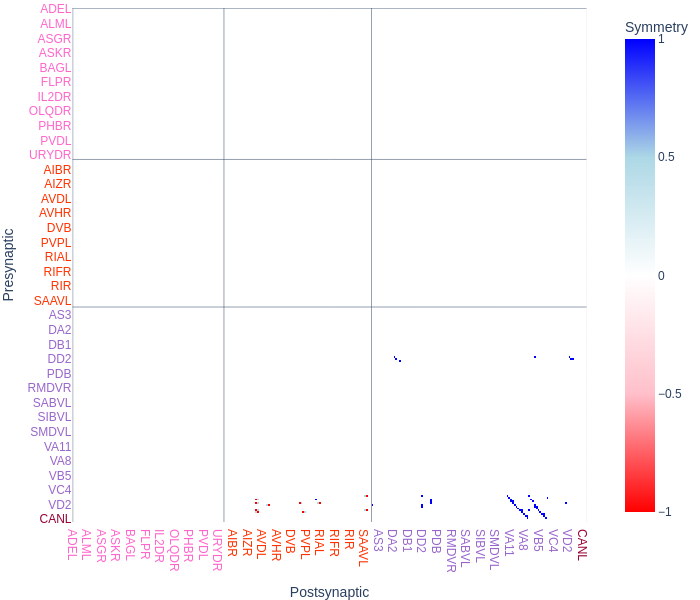 Symmetry
1
0.5
0
−0.5
−1
Presynaptic
ADEL
ALML
ASGR
ASKR
BAGL
FLPR
IL2DR
OLQDR
PHBR
PVDL
URYDR
AIBR
AIZR
AVDL
AVHR
DVB
PVPL
RIAL
RIFR
RIR
SAAVL
AS3
DA2
DB1
DD2
PDB
RMDVR
SABVL
SIBVL
SMDVL
VA11
VA8
VB5
VC4
VD2
CANL
ADEL
ALML
ASGR
ASKR
BAGL
FLPR
IL2DR
OLQDR
PHBR
PVDL
URYDR
AIBR
AIZR
AVDL
AVHR
DVB
PVPL
RIAL
RIFR
RIR
SAAVL
AS3
DA2
DB1
DD2
PDB
RMDVR
SABVL
SIBVL
SMDVL
VA11
VA8
VB5
VC4
VD2
CANL
Postsynaptic